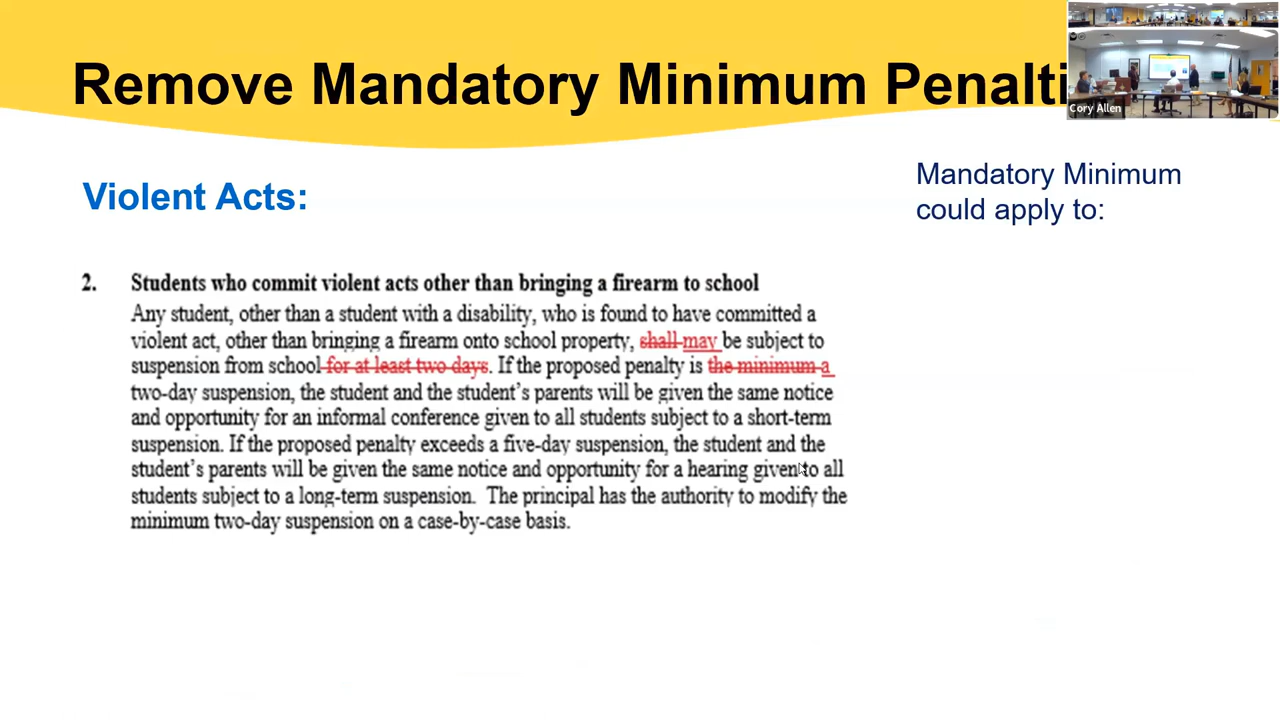 Remove Mandatory Minimum Penalti
Cory Allen
Violent Acts:
Mandatory Minimum
could apply to:
2. Students who commit violent acts other than bringing a firearm to school
Any student, other than a student with a disability, who is found to have committed a
violent act, other than bringing a firearm onto school property, shall may be subject to
suspension from school for at least two days. If the proposed penalty is the minimum a
two-day suspension, the student and the student's parents will be given the same notice
and opportunity for an informal conference given to all students subject to a short-term
suspension. If the proposed penalty exceeds a five-day suspension, the student and the
student's parents will be given the same notice and opportunity for a hearing given to all
students subject to a long-term suspension. The principal has the authority to modify the
minimum two-day suspension on a case-by-case basis.